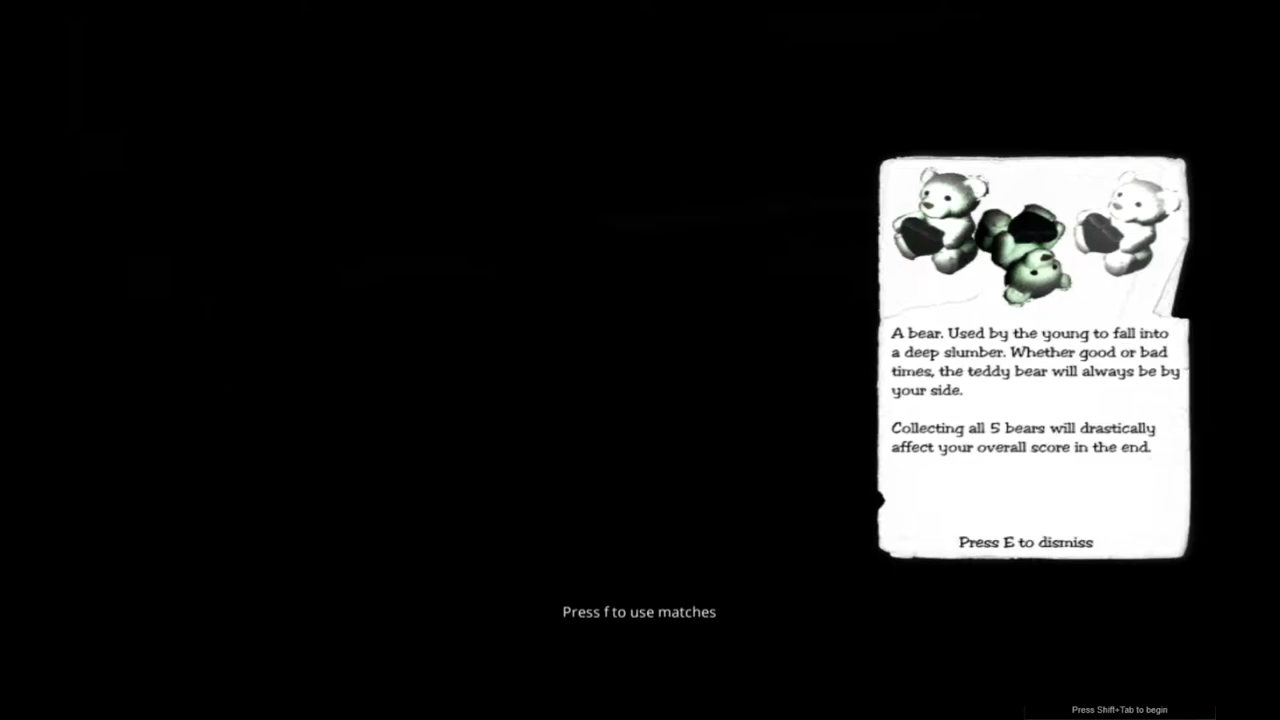 A bear. Used by the young to fall into
a deep slumber. Whether good or bad
times, the teddy bear will always be by
your side.
Collecting all 5 bears will drastically
affect your overall score in the end.
Press E to dismiss
Press f to use matches
Press Shift+Tab to begin